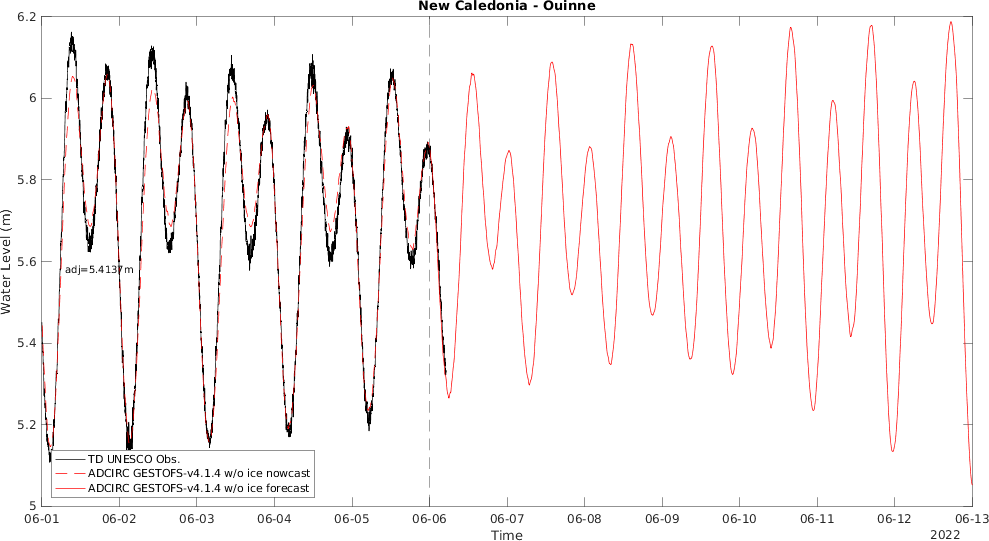 New Caledonia - Ouinne
6.2
6
5.8
5.6
5.4
5.2
5
Water Level (m)
adj=5.4137m
TD UNESCO Obs.
ADCIRC GESTOFS-v4.1.4 w/o ice nowcast
ADCIRC GESTOFS-v4.1.4 w/o ice forecast
06-01 06-02 06-03 06-04 06-05 06-06 06-07 06-08 06-09 06-10 06-11 06-12 06-13
Time
2022